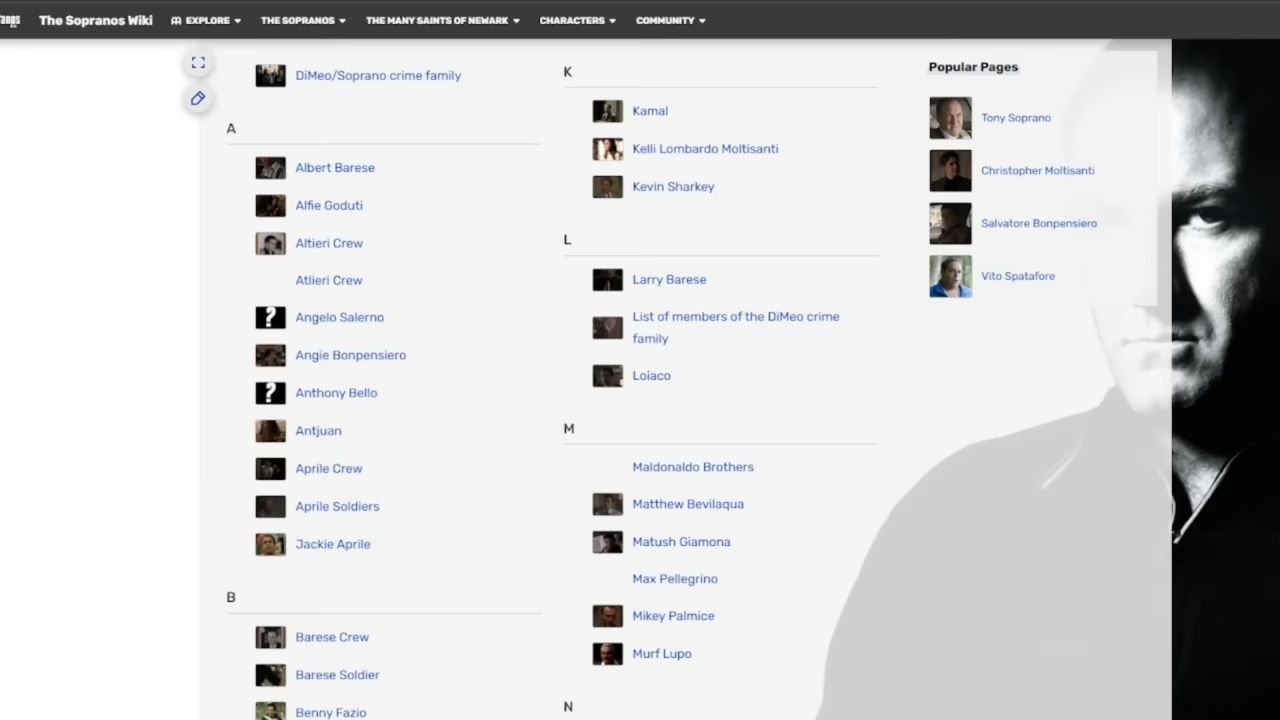 The Sopranos Wiki
EXPLORE
THE SOPRANOS
THE MANY SAINTS OF NEWARK
CHARACTERS
COMMUNITY
DiMeo/Soprano crime family
A
Albert Barese
Alfie Goduti
Altieri Crew
Atlieri Crew
Angelo Salerno
Angie Bonpensiero
Anthony Bello
Antjuan
Aprile Crew
Aprile Soldiers
Jackie Aprile
B
Barese Crew
Barese Soldier
Benny Fazio
K
Kamal
Kelli Lombardo Moltisanti
Kevin Sharkey
L
Larry Barese
List of members of the DiMeo crime
family
Loiaco
M
Maldonaldo Brothers
Matthew Bevilaqua
Matush Giamona
Max Pellegrino
Mikey Palmice
Murf Lupo
N
Popular Pages
Tony Soprano
Christopher Moltisanti
Salvatore Bonpensiero
Vito Spatafore